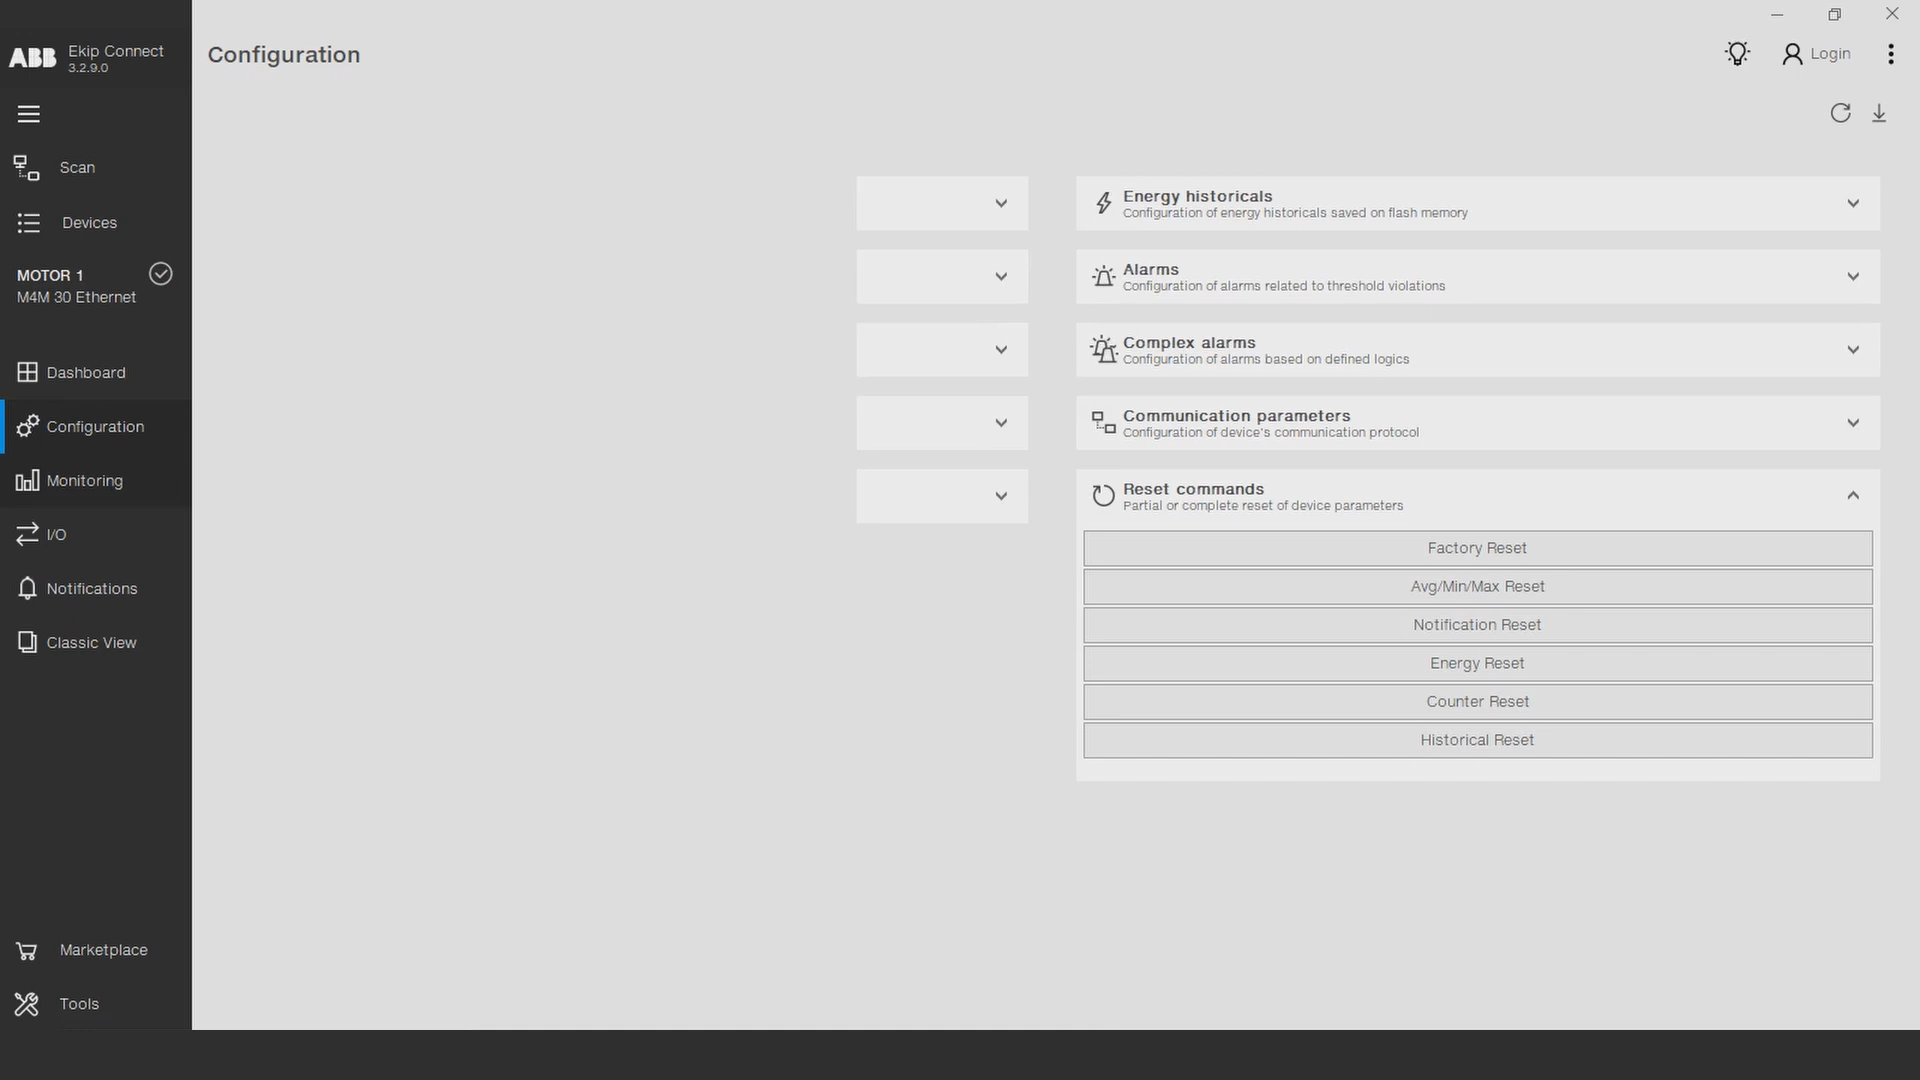 ABB
Ekip Connect
3.2.9.0
Configuration
Login
Scan
Devices
MOTOR 1
M4M 30 Ethernet
Dashboard
Configuration
Monitoring
I/O
Notifications
Classic View
Marketplace
Tools
Energy historicals
Configuration of energy historicals saved on flash memory
Alarms
Configuration of alarms related to threshold violations
Complex alarms
Configuration of alarms based on defined logics
Communication parameters
Configuration of device's communication protocol
Reset commands
Partial or complete reset of device parameters
Factory Reset
Avg/Min/Max Reset
Notification Reset
Energy Reset
Counter Reset
Historical Reset